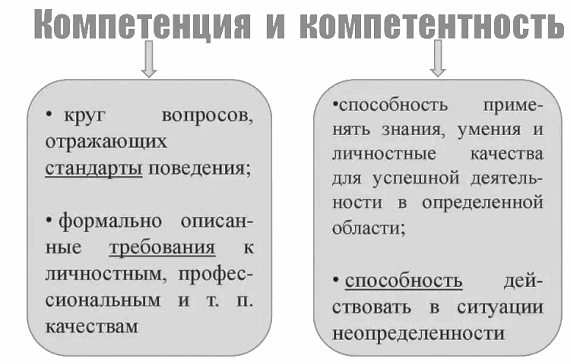 Компетенция и компетентность
• круг вопросов,
отражающих
стандарты поведения;
• формально описан-
ные требования к
личностным, профес-
сиональным и т. п.
качествам
•способность приме-
нять знания, умения и
личностные качества
для успешной деятель-
ности в определенной
области;
• способность дей-
ствовать в ситуации
неопределенности